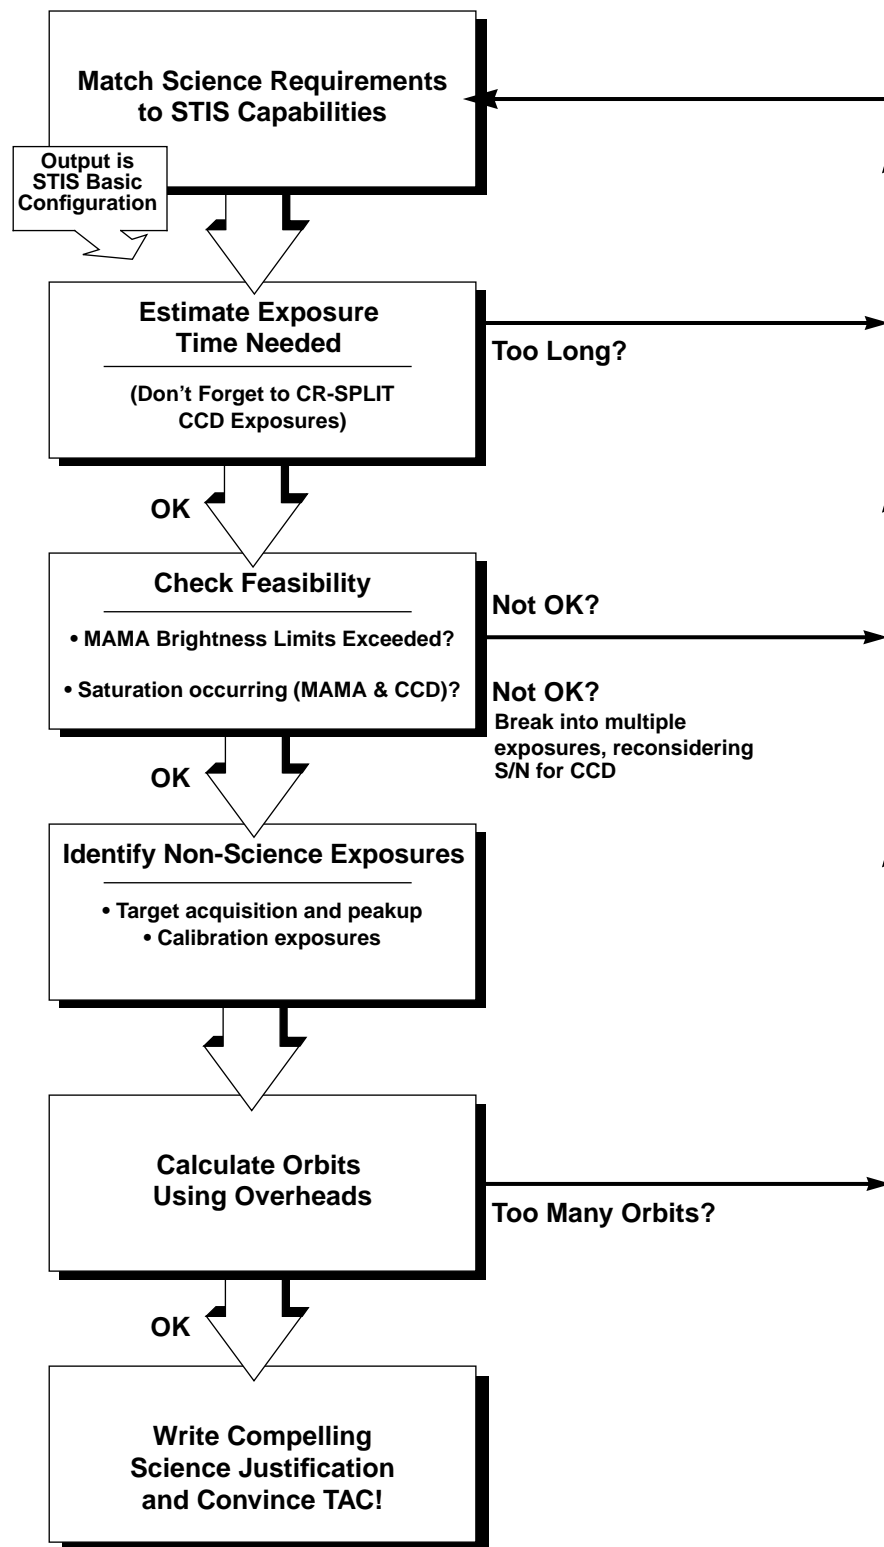 Match Science Requirements
to STIS Capabilities
Output is
STIS Basic
Configuration
Estimate Exposure
Time Needed
(Don’t Forget to CR-SPLIT
CCD Exposures)
Too Long?
OK
Check Feasibility
• MAMA Brightness Limits Exceeded?
• Saturation occurring (MAMA & CCD)?
Not OK?
Not OK?
Break into multiple
exposures, reconsidering
S/N for CCD
OK
Identify Non-Science Exposures
• Target acquisition and peakup
• Calibration exposures
Calculate Orbits
Using Overheads
Too Many Orbits?
OK
Write Compelling
Science Justification
and Convince TAC!